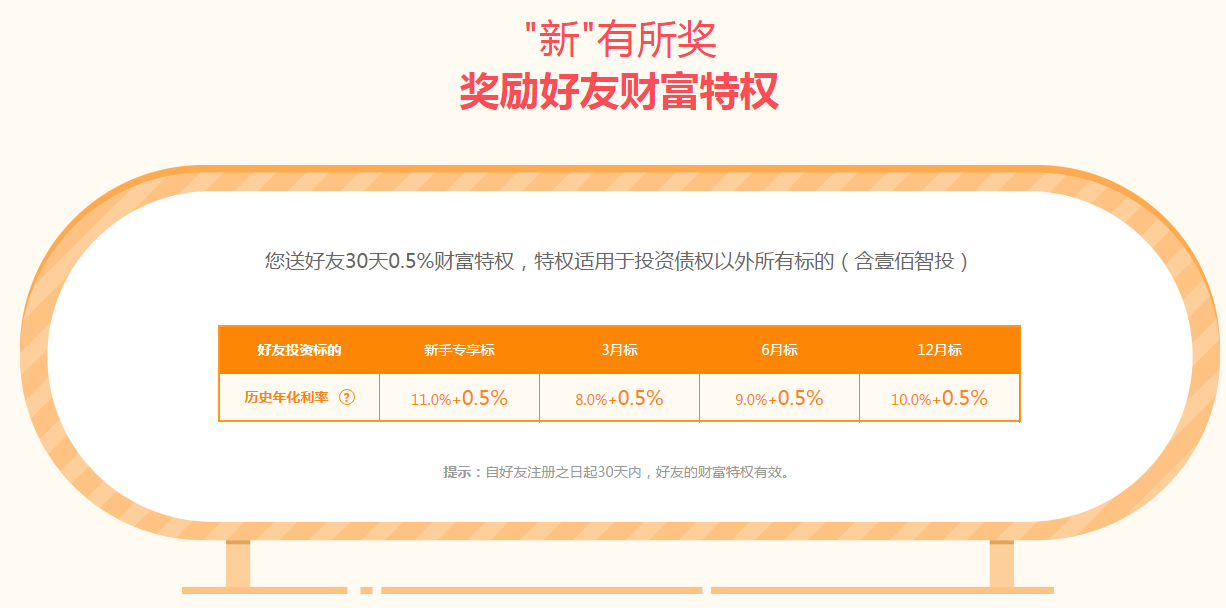 "新"有所奖
奖励好友财富特权
您送好友30天0.5%财富特权，特权适用于投资债权以外所有标的（含壹佰智投）
好友投资标的 新手专享标 3月标 6月标 12月标
历史年化利率 ? 11.0%+0.5% 8.0%+0.5% 9.0%+0.5% 10.0%+0.5%
提示：自好友注册之日起30天内，好友的财富特权有效。